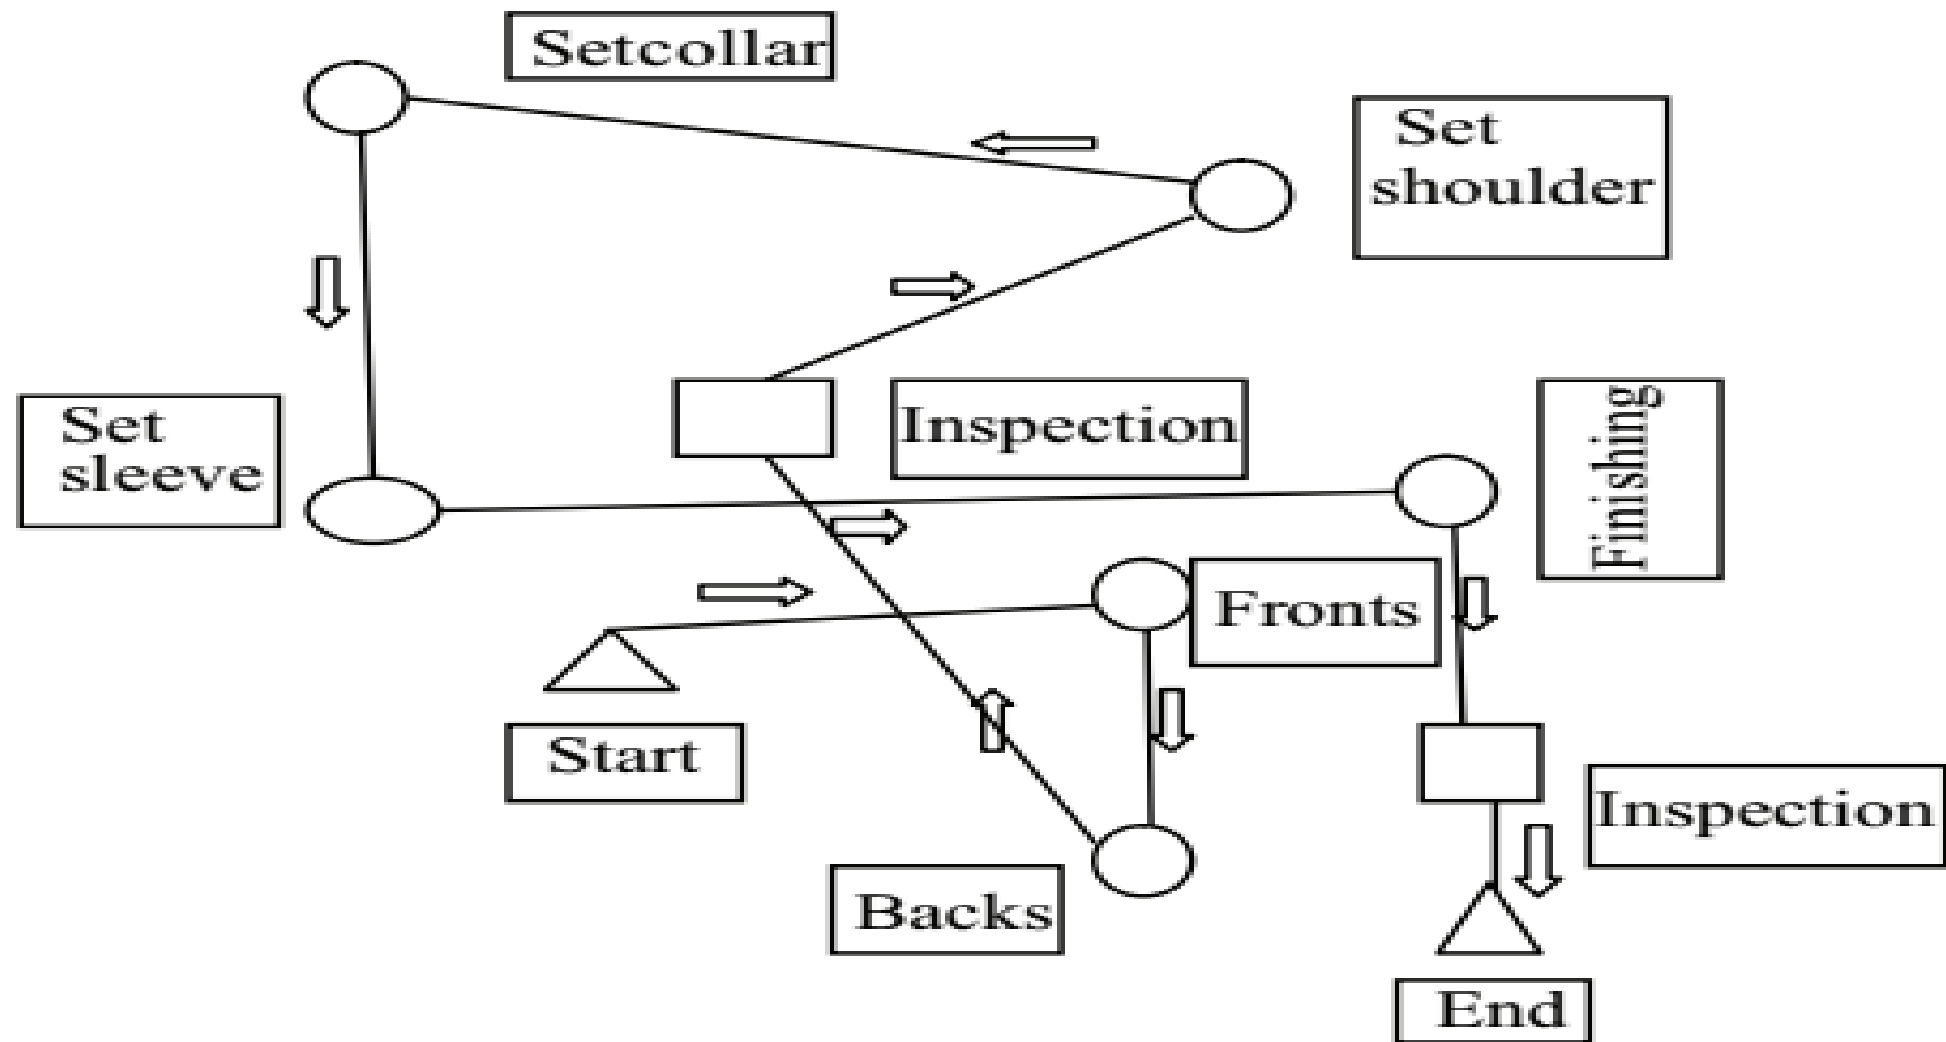 Setcollar
Set
shoulder
Set
sleeve
Inspection
Finishing
Fronts
Start
Inspection
Backs
End